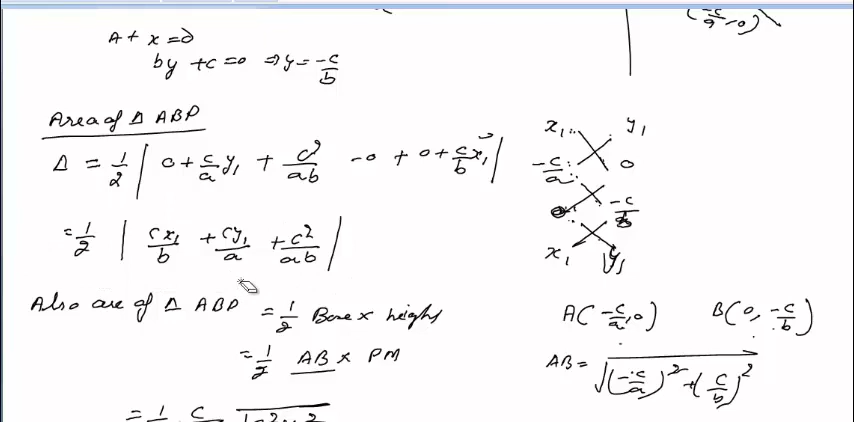 (-c/a, 0)
A+ x=0
by +c=0 ⇒ y= -c/b
Area of Δ ABP
Δ = 1/2 | 0 + c/a y₁ + c²/ab -0 + 0 + c/b x₁ |
= 1/2 | cx₁/b + cy₁/a + c²/ab |
x₁ y₁
-c/a 0
0 -c/b
x₁ y₁
Also are of Δ ABP = 1/2 Base x height
= 1/2 AB x PM
A(-c/a, 0) B(0, -c/b)
AB= √(-c/a)² + (c/b)²